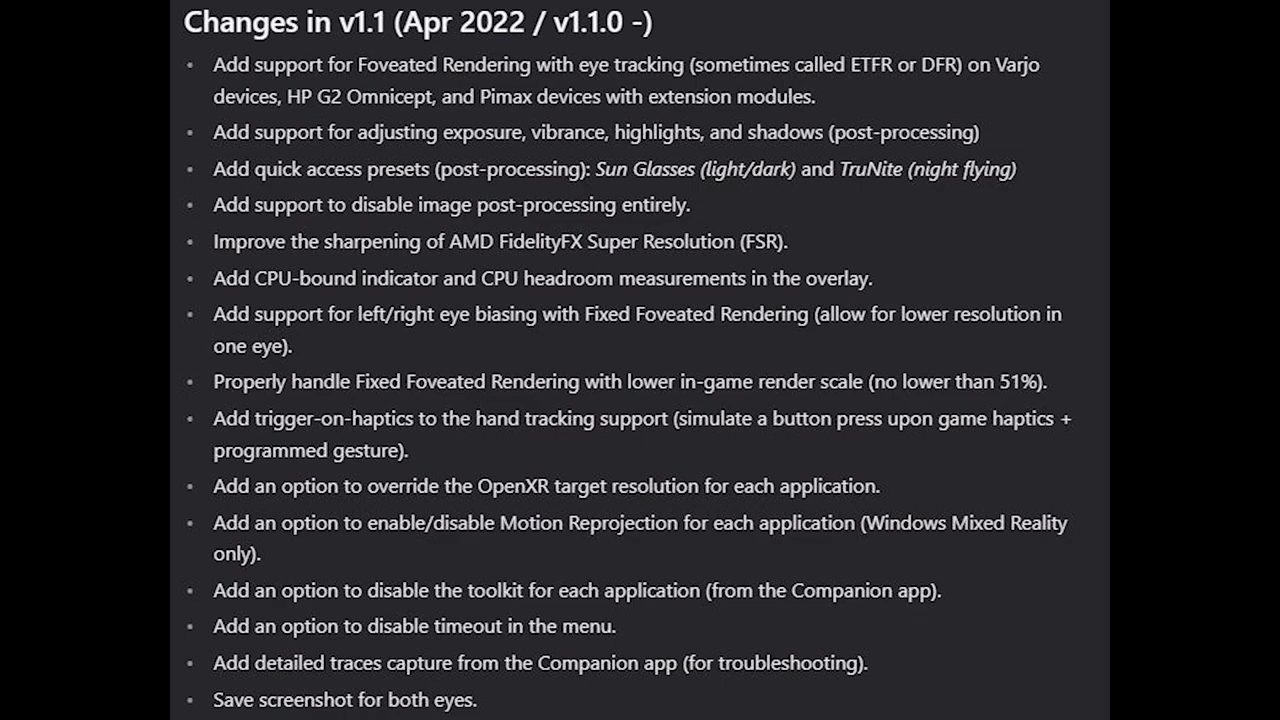 Changes in v1.1 (Apr 2022 / v1.1.0 -)
• Add support for Foveated Rendering with eye tracking (sometimes called ETFR or DFR) on Varjo
devices, HP G2 Omnicept, and Pimax devices with extension modules.
• Add support for adjusting exposure, vibrance, highlights, and shadows (post-processing)
• Add quick access presets (post-processing): Sun Glasses (light/dark) and TruNite (night flying)
• Add support to disable image post-processing entirely.
• Improve the sharpening of AMD FidelityFX Super Resolution (FSR).
• Add CPU-bound indicator and CPU headroom measurements in the overlay.
• Add support for left/right eye biasing with Fixed Foveated Rendering (allow for lower resolution in
one eye).
• Properly handle Fixed Foveated Rendering with lower in-game render scale (no lower than 51%).
• Add trigger-on-haptics to the hand tracking support (simulate a button press upon game haptics +
programmed gesture).
• Add an option to override the OpenXR target resolution for each application.
• Add an option to enable/disable Motion Reprojection for each application (Windows Mixed Reality
only).
• Add an option to disable the toolkit for each application (from the Companion app).
• Add an option to disable timeout in the menu.
• Add detailed traces capture from the Companion app (for troubleshooting).
• Save screenshot for both eyes.